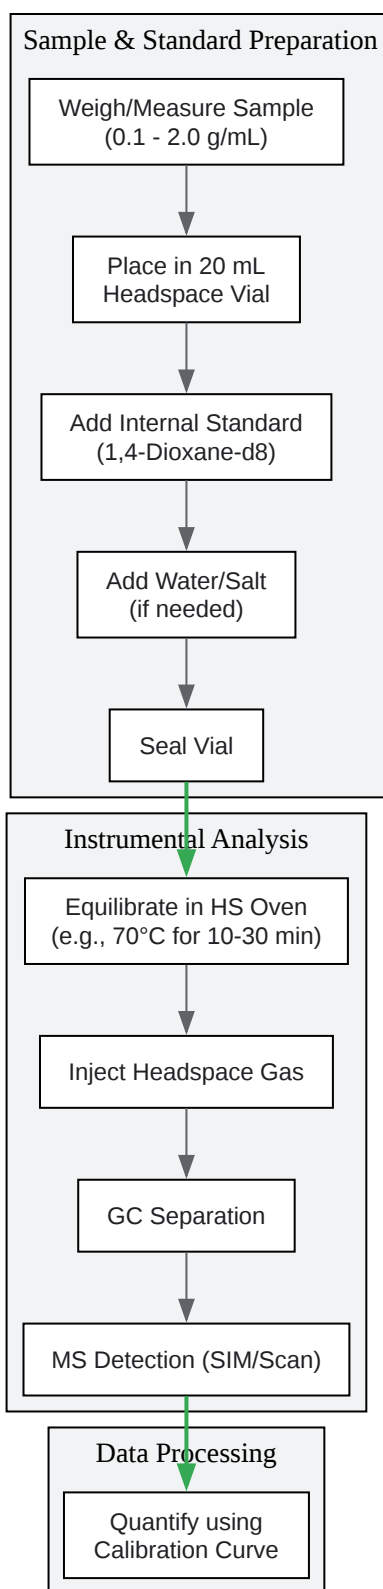 Sample & Standard Preparation
Weigh/Measure Sample
(0.1 - 2.0 g/mL)
Place in 20 mL
Headspace Vial
Add Internal Standard
(1,4-Dioxane-d8)
Add Water/Salt
(if needed)
Seal Vial
Instrumental Analysis
Equilibrate in HS Oven
(e.g., 70°C for 10-30 min)
Inject Headspace Gas
GC Separation
MS Detection (SIM/Scan)
Data Processing
Quantify using
Calibration Curve